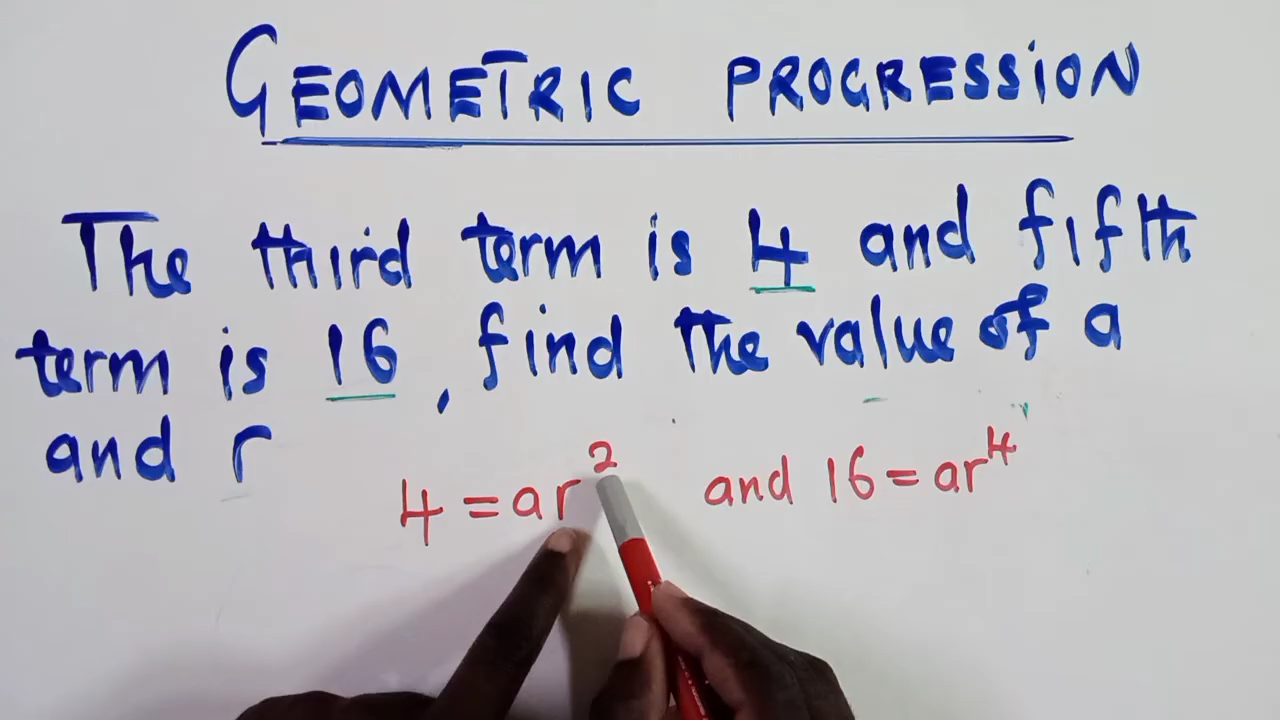 GEOMETRIC PROGRESSION
The third term is 4 and fifth
term is 16, find the value of a
and r
4 = ar² and 16 = ar⁴